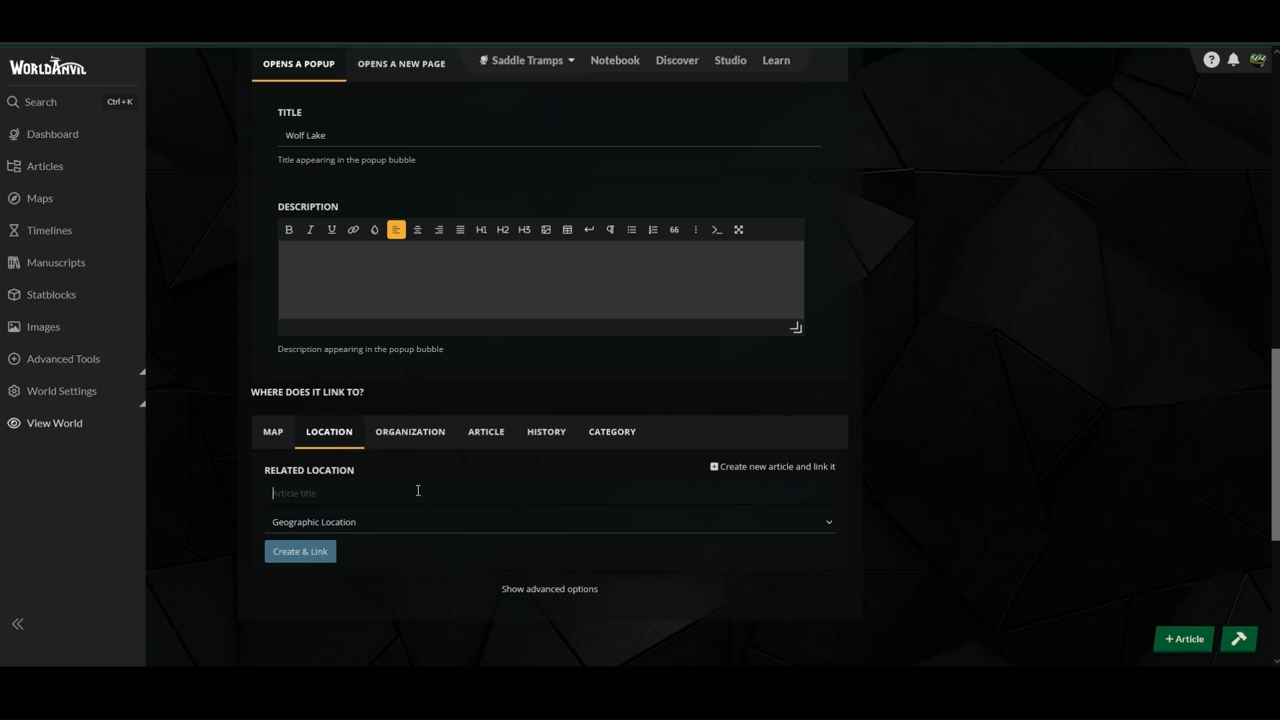 WORLDANVIL
Search Ctrl+K
Dashboard
Articles
Maps
Timelines
Manuscripts
Statblocks
Images
Advanced Tools
World Settings
View World
OPENS A POPUP OPENS A NEW PAGE
Saddle Tramps Notebook Discover Studio Learn
TITLE
Wolf Lake
Title appearing in the popup bubble
DESCRIPTION
B I U H1 H2 H3 66
Description appearing in the popup bubble
WHERE DOES IT LINK TO?
MAP LOCATION ORGANIZATION ARTICLE HISTORY CATEGORY
RELATED LOCATION Create new article and link it
Article title
Geographic Location
Create & Link
Show advanced options
+ Article